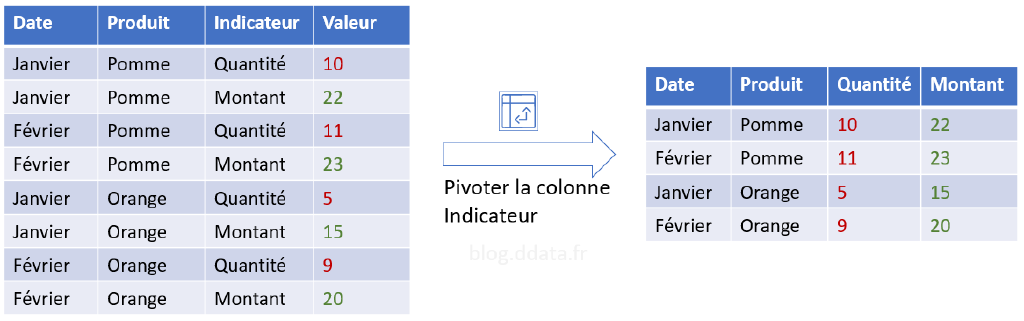 Date Produit Indicateur Valeur
Janvier Pomme Quantité 10
Janvier Pomme Montant 22
Février Pomme Quantité 11
Février Pomme Montant 23
Janvier Orange Quantité 5
Janvier Orange Montant 15
Février Orange Quantité 9
Février Orange Montant 20
Pivoter la colonne
Indicateur
blog.ddata.fr
Date Produit Quantité Montant
Janvier Pomme 10 22
Février Pomme 11 23
Janvier Orange 5 15
Février Orange 9 20